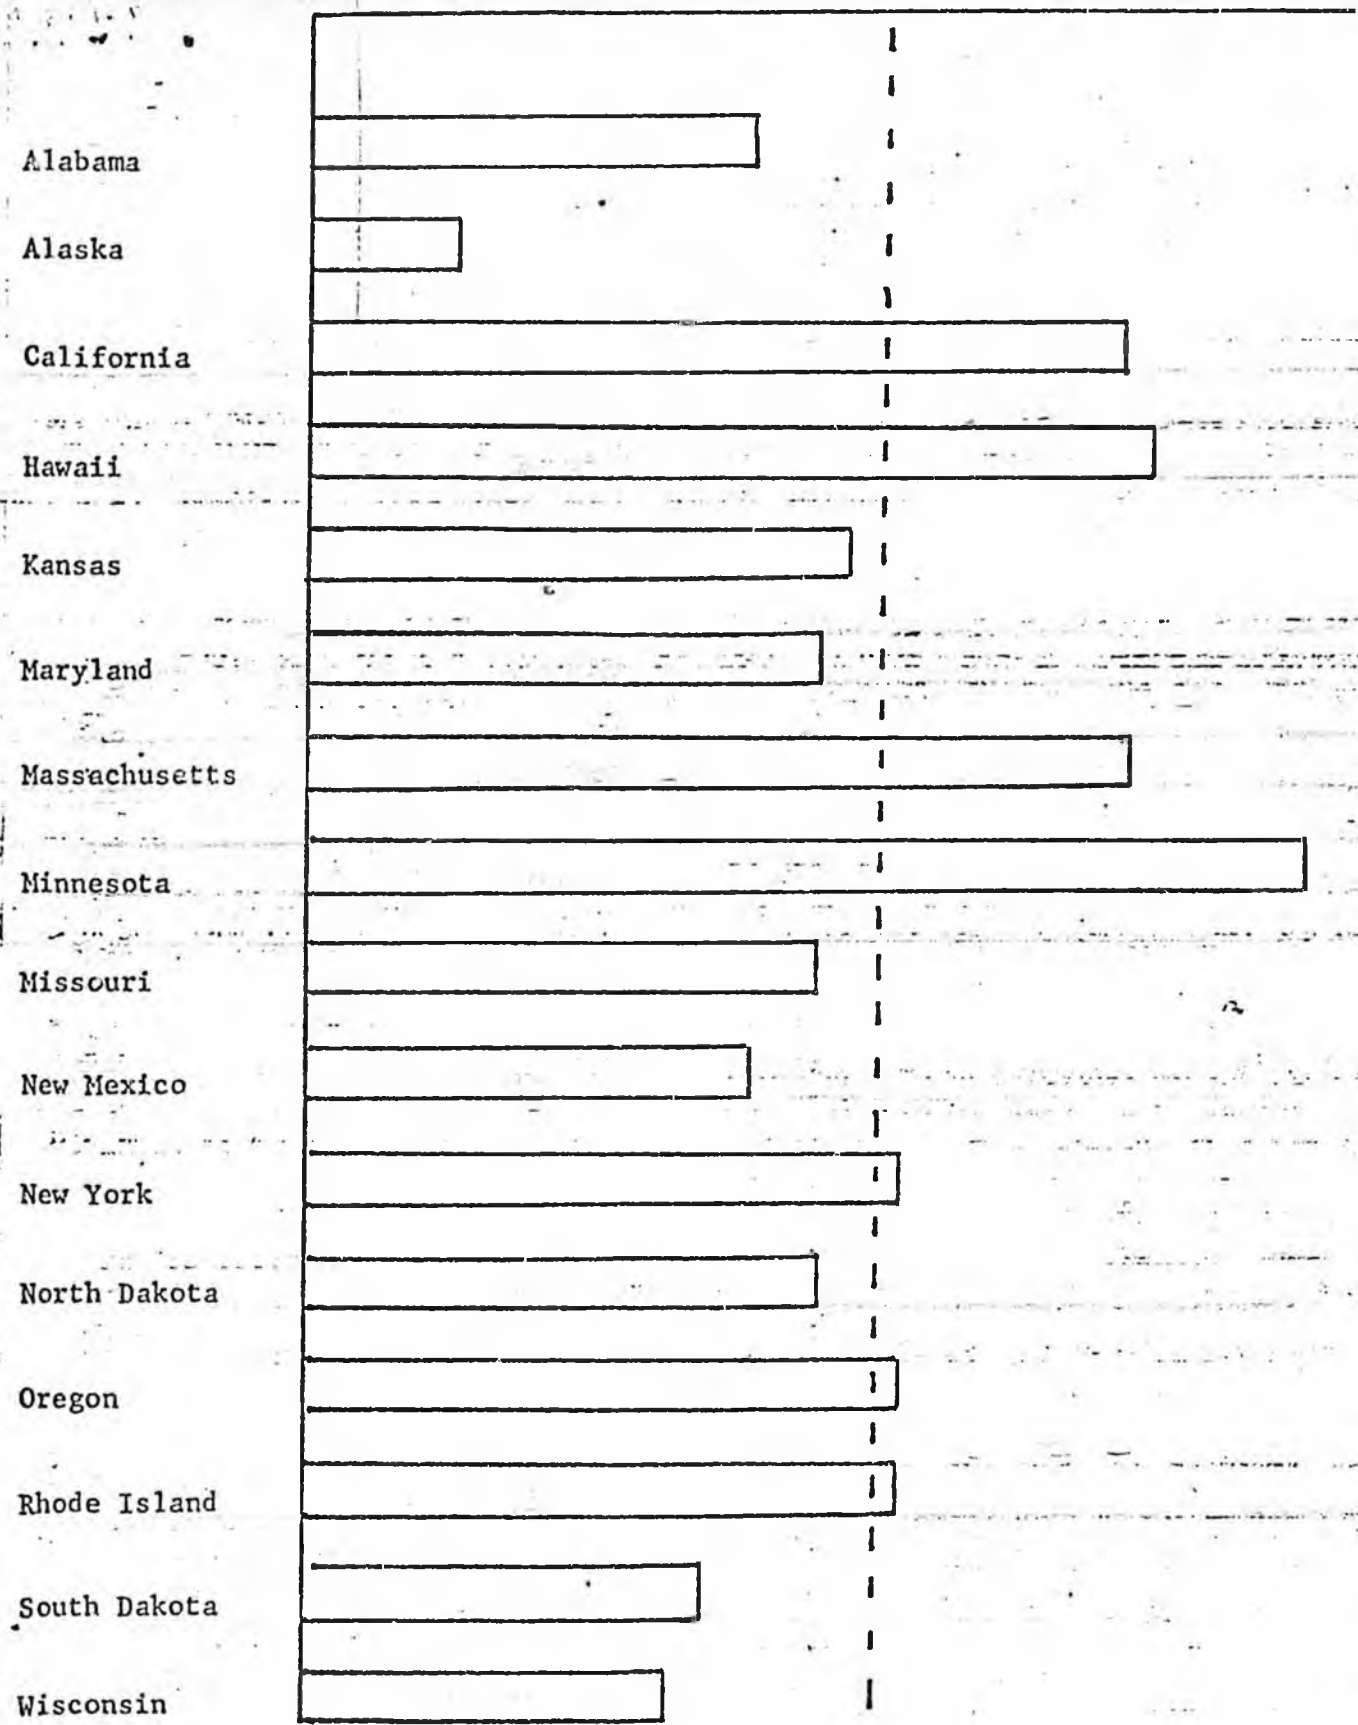 Alabama
Alaska
California
Hawaii
Kansas
Maryland
Massachusetts
Minnesota
Missouri
New Mexico
New York
North Dakota
Oregon
Rhode Island
South Dakota
Wisconsin